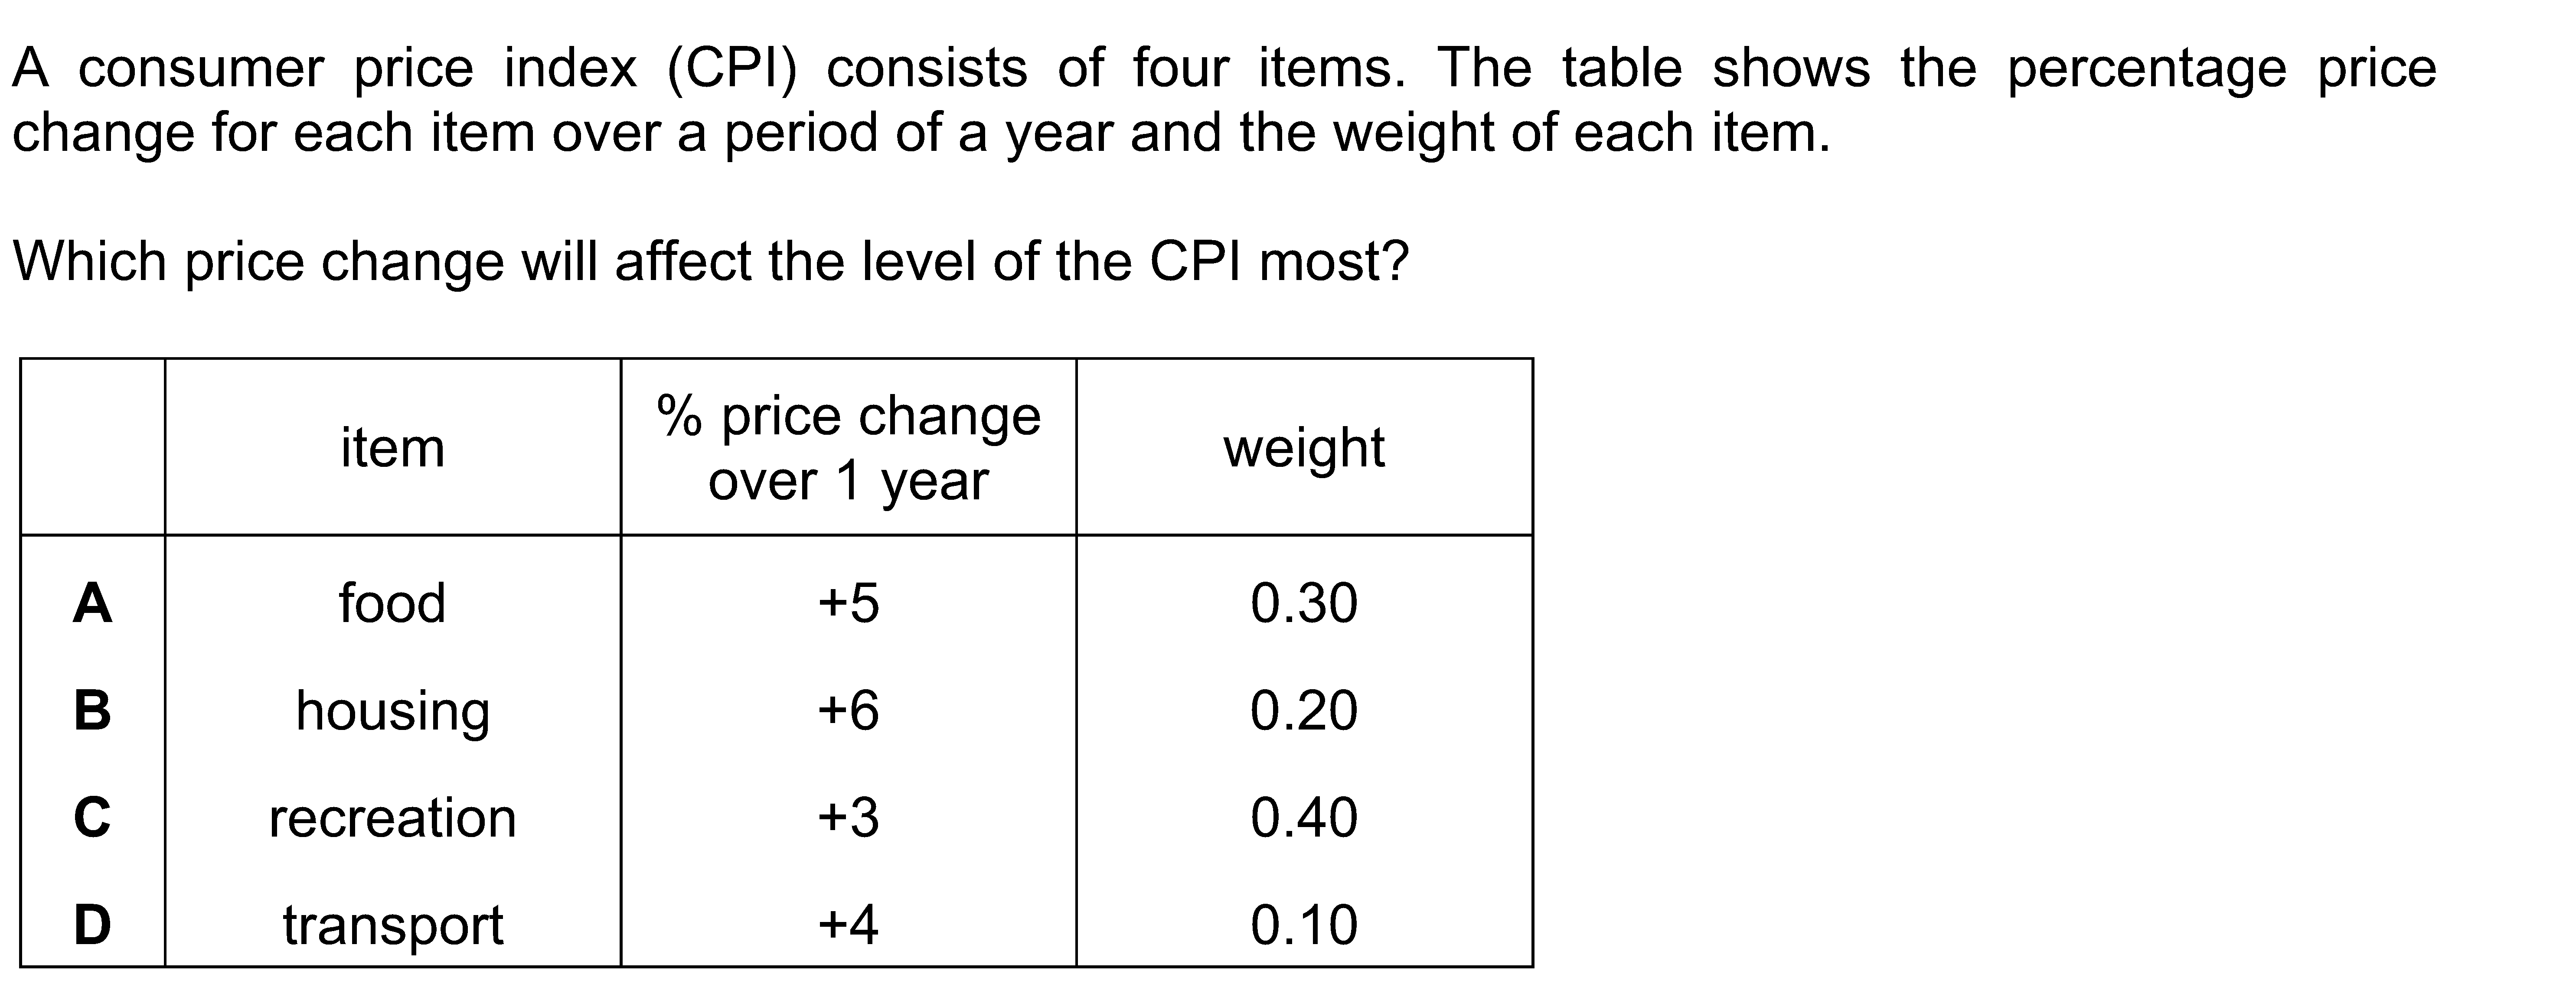 A consumer price index (CPI) consists of four items. The table shows the percentage price
change for each item over a period of a year and the weight of each item.
Which price change will affect the level of the CPI most?
item % price change over 1 year weight
A food +5 0.30
B housing +6 0.20
C recreation +3 0.40
D transport +4 0.10